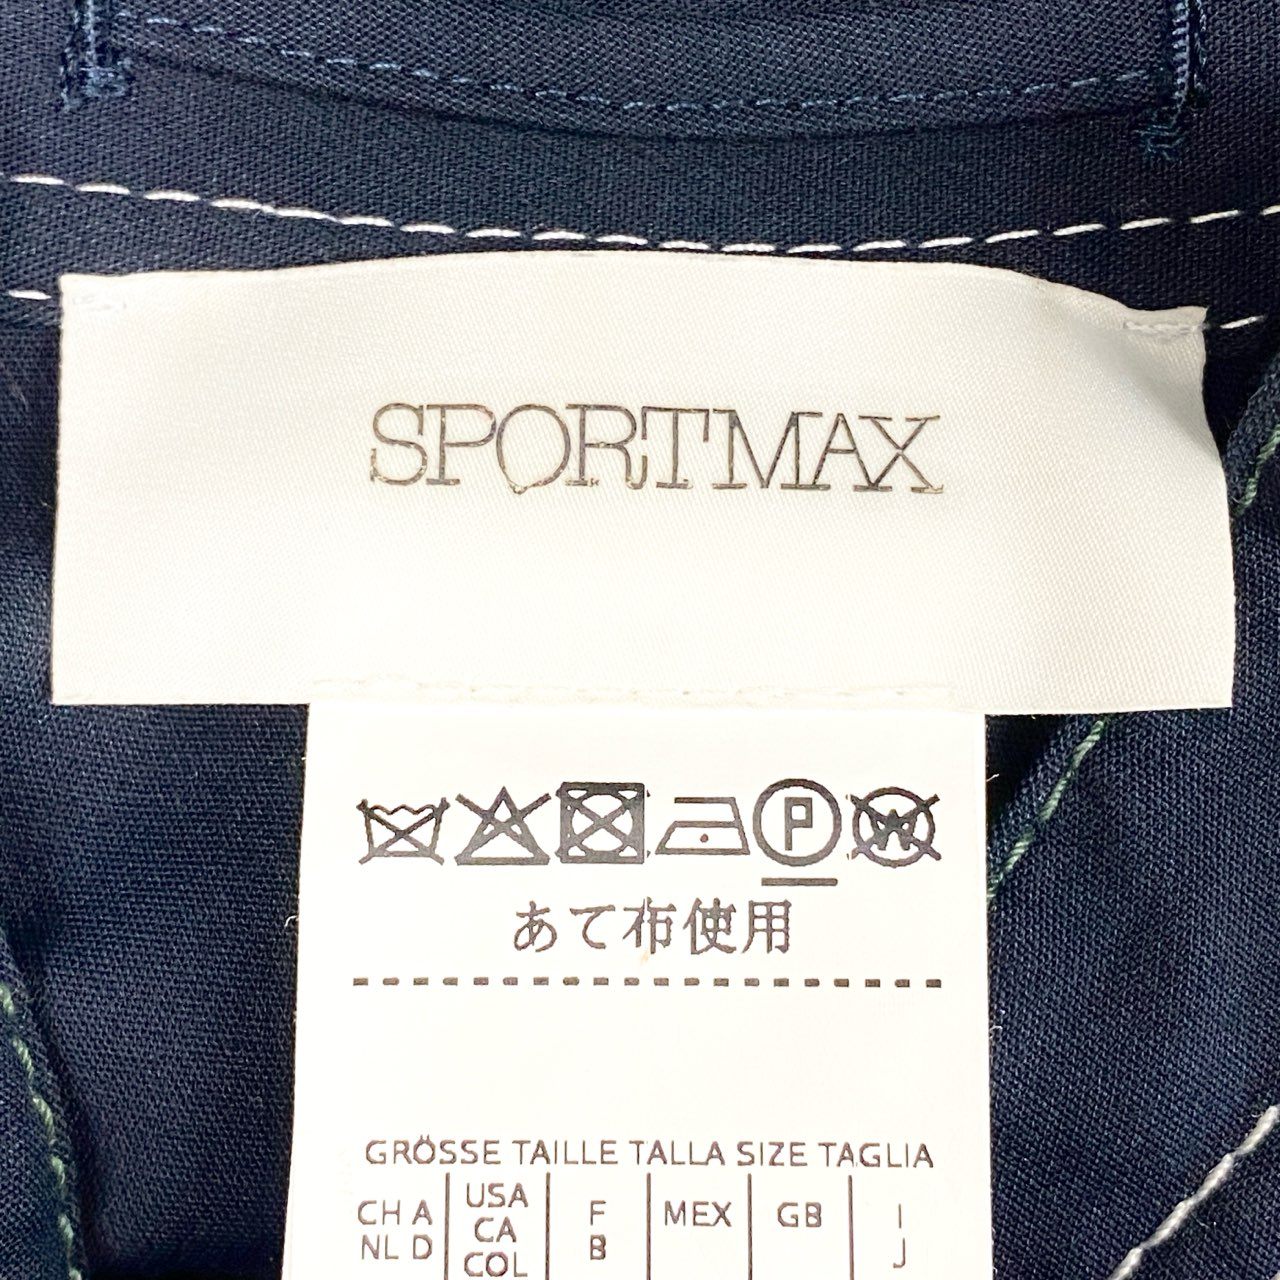 SPORTMAX
P W
あて布使用
GRÖSSE TAILLE TALLA SIZE TAGLIA
CH A NL D
USA CA COL
F B
MEX
GB
I J